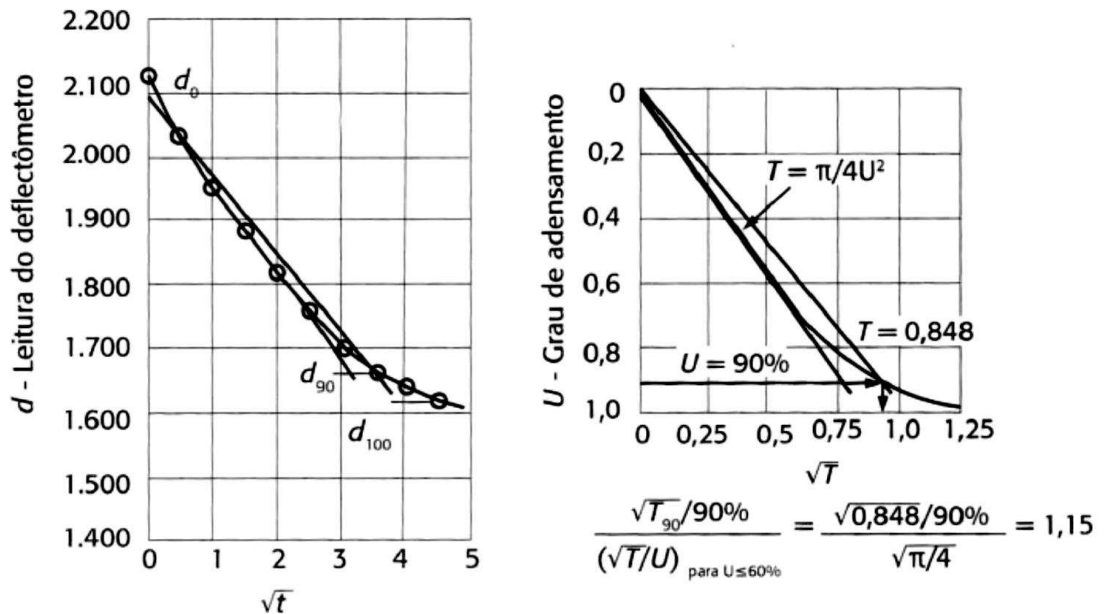 d - Leitura do deflectômetro
2.200
2.100
2.000
1.900
1.800
1.700
1.600
1.500
1.400
d₀
d₉₀
d₁₀₀
0 1 2 3 4 5
√t
U - Grau de adensamento
0
0,2
0,4
0,6
0,8
1,0
T = π/4U²
T = 0,848
U = 90%
0 0,25 0,5 0,75 1,0 1,25
√T
√T₉₀/90% / (√T/U) para U≤60% = √0,848/90% / √π/4 = 1,15